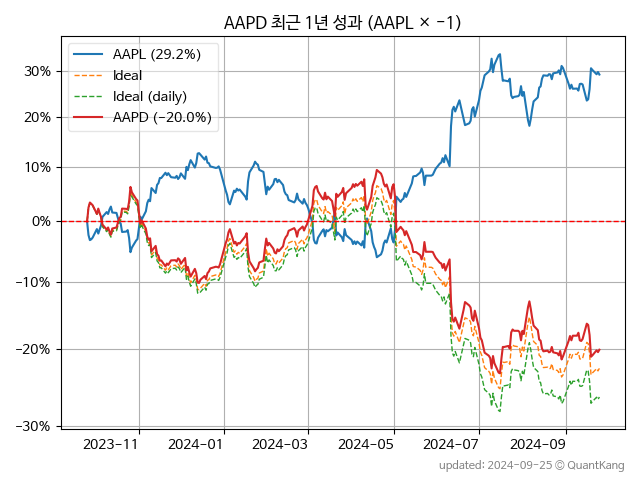 AAPD 최근 1년 성과 (AAPL × −1)
AAPL (29.2%)
Ideal
Ideal (daily)
AAPD (−20.0%)
30%
20%
10%
0%
−10%
−20%
−30%
2023−11
2024−01
2024−03
2024−05
2024−07
2024−09
updated: 2024-09-25 ⓒ QuantKang